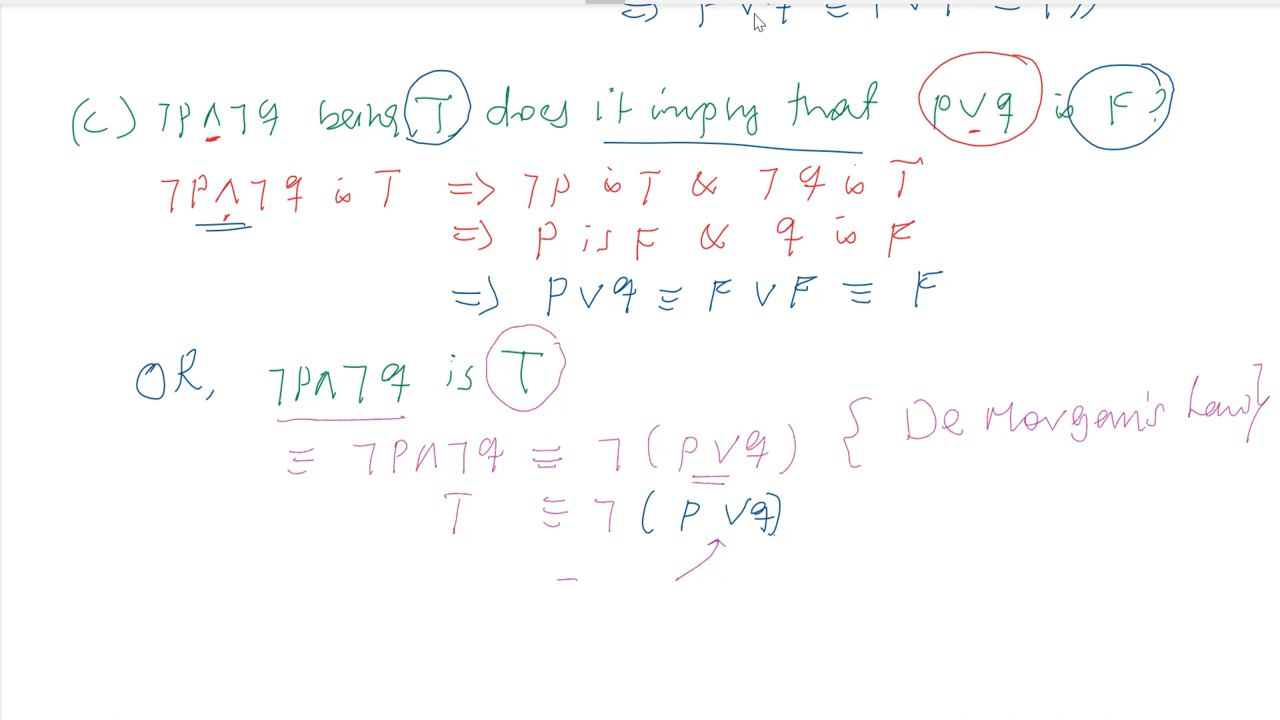 (c) ¬P∧¬q being T does it imply that p∨q is F?
¬P∧¬q is T => ¬P is T & ¬q is T
=> P is F & q is F
=> P∨q ≡ F∨F ≡ F
OR, ¬P∧¬q is T
≡ ¬P∧¬q ≡ ¬(P∨q) { De Morgan's Law}
T ≡ ¬(P∨q)